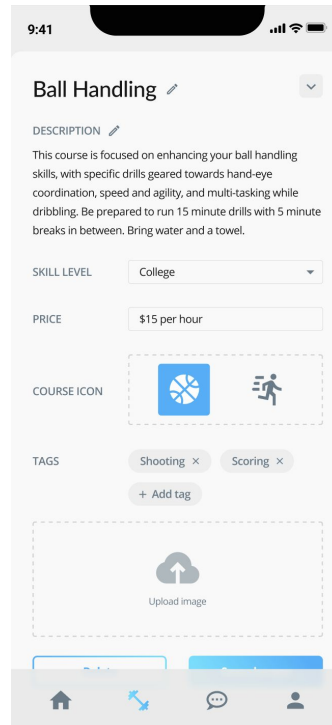 9:41
Ball Handling
DESCRIPTION
This course is focused on enhancing your ball handling
skills, with specific drills geared towards hand-eye
coordination, speed and agility, and multi-tasking while
dribbling. Be prepared to run 15 minute drills with 5 minute
breaks in between. Bring water and a towel.
SKILL LEVEL College
PRICE $15 per hour
COURSE ICON
TAGS Shooting × Scoring ×
+ Add tag
Upload image